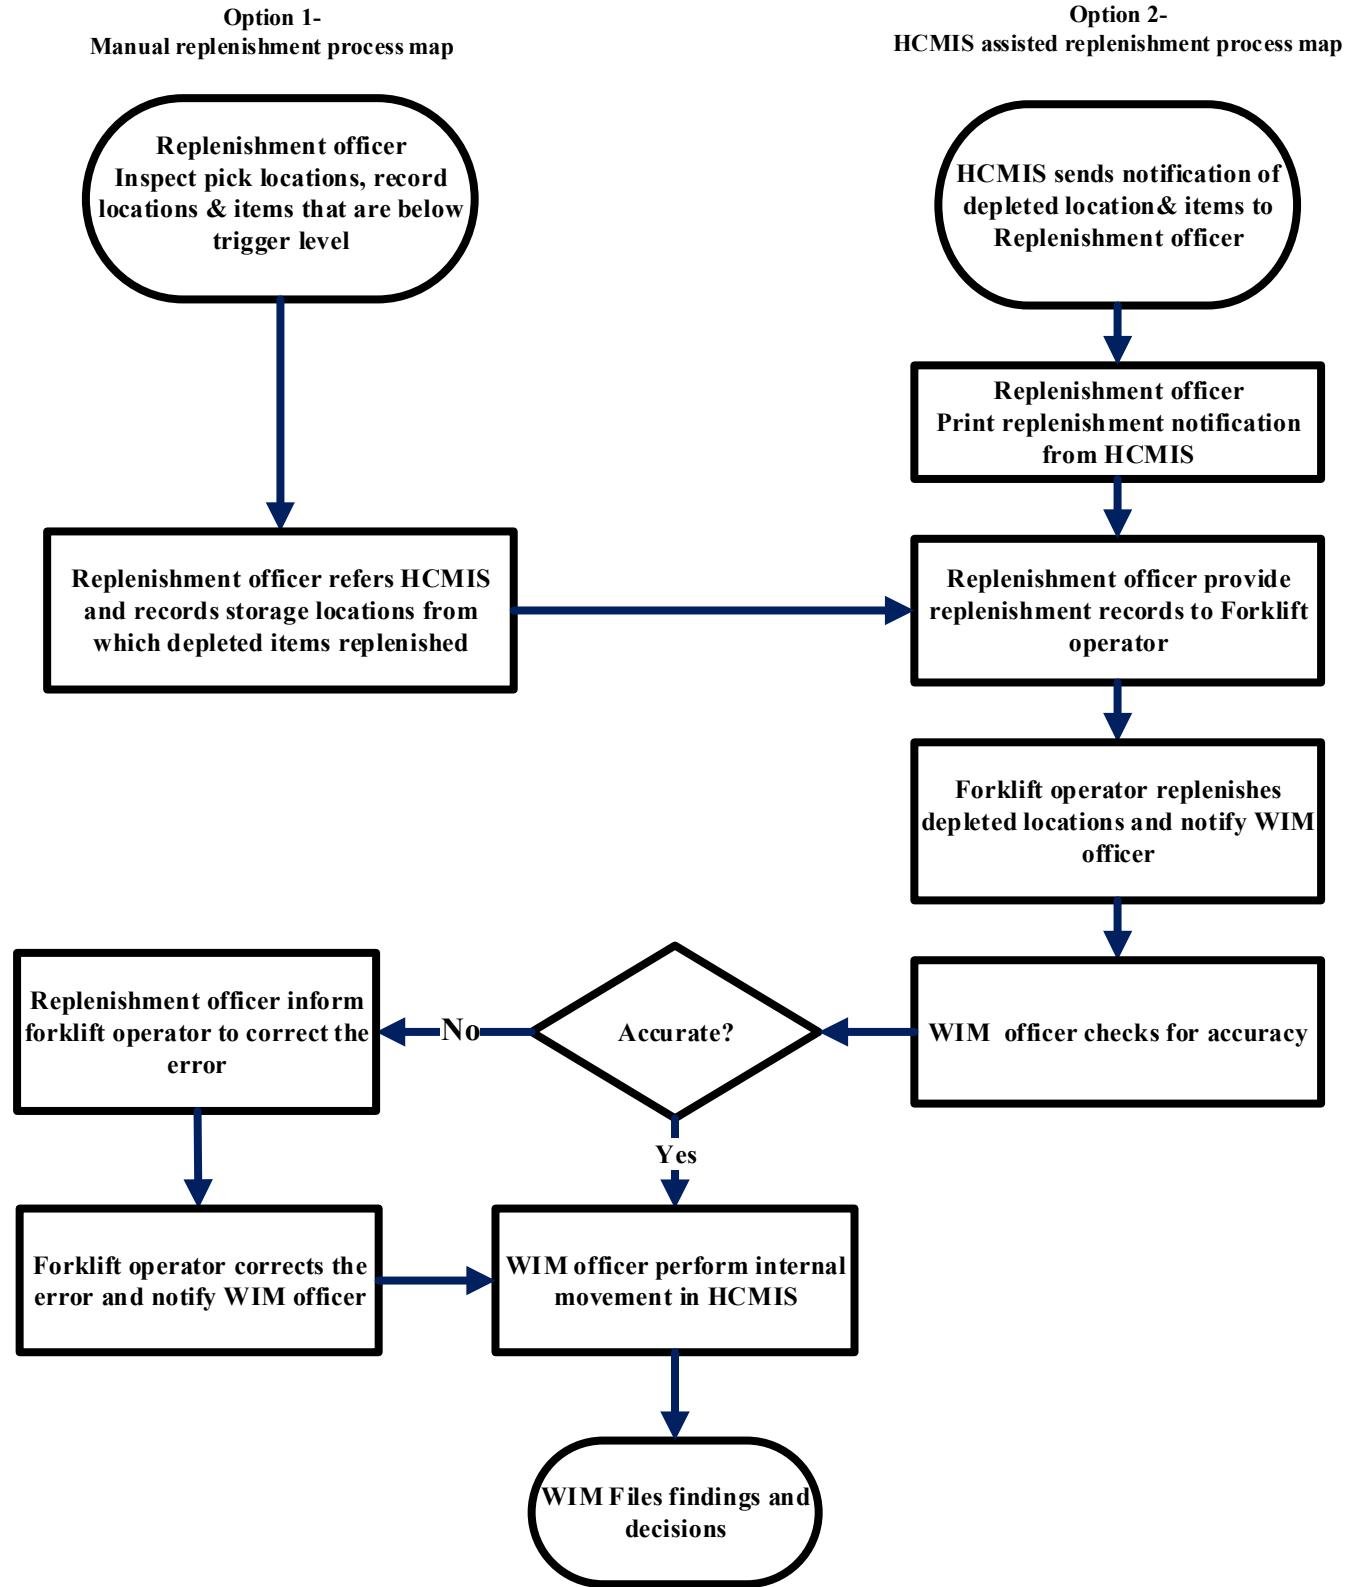 Option 1-
Manual replenishment process map
Option 2-
HCMIS assisted replenishment process map
Replenishment officer
Inspect pick locations, record
locations & items that are below
trigger level
HCMIS sends notification of
depleted location& items to
Replenishment officer
Replenishment officer
Print replenishment notification
from HCMIS
Replenishment officer refers HCMIS
and records storage locations from
which depleted items replenished
Replenishment officer provide
replenishment records to Forklift
operator
Forklift operator replenishes
depleted locations and notify WIM
officer
WIM officer checks for accuracy
Accurate?
No
Replenishment officer inform
forklift operator to correct the
error
Yes
Forklift operator corrects the
error and notify WIM officer
WIM officer perform internal
movement in HCMIS
WIM Files findings and
decisions